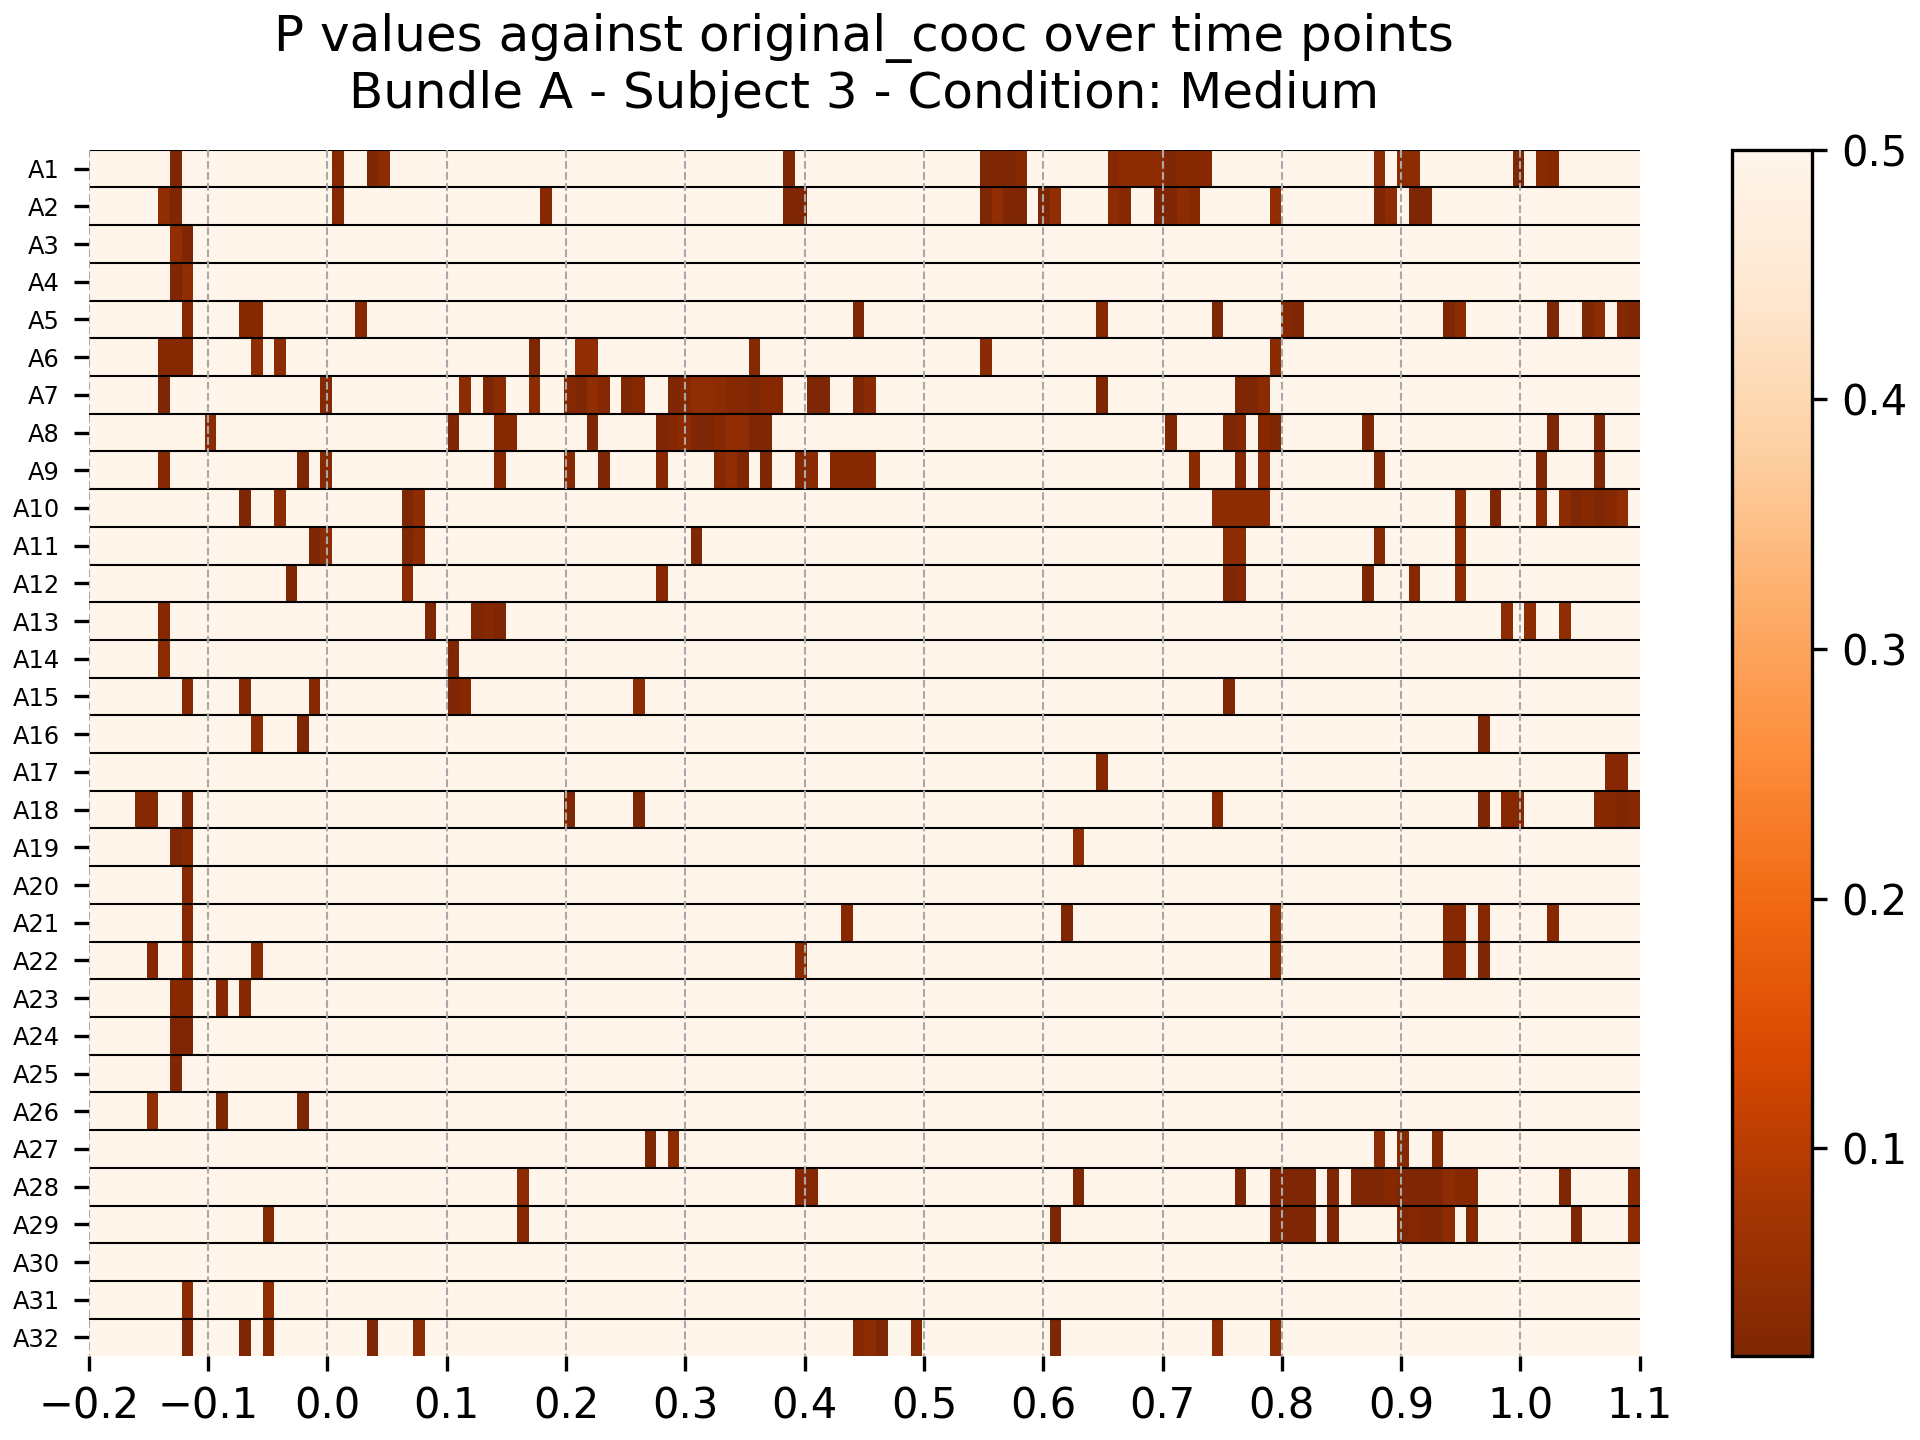 P values against original_cooc over time points
Bundle A - Subject 3 - Condition: Medium
A1
A2
A3
A4
A5
A6
A7
A8
A9
A10
A11
A12
A13
A14
A15
A16
A17
A18
A19
A20
A21
A22
A23
A24
A25
A26
A27
A28
A29
A30
A31
A32
−0.2 −0.1 0.0 0.1 0.2 0.3 0.4 0.5 0.6 0.7 0.8 0.9 1.0 1.1
0.5
0.4
0.3
0.2
0.1